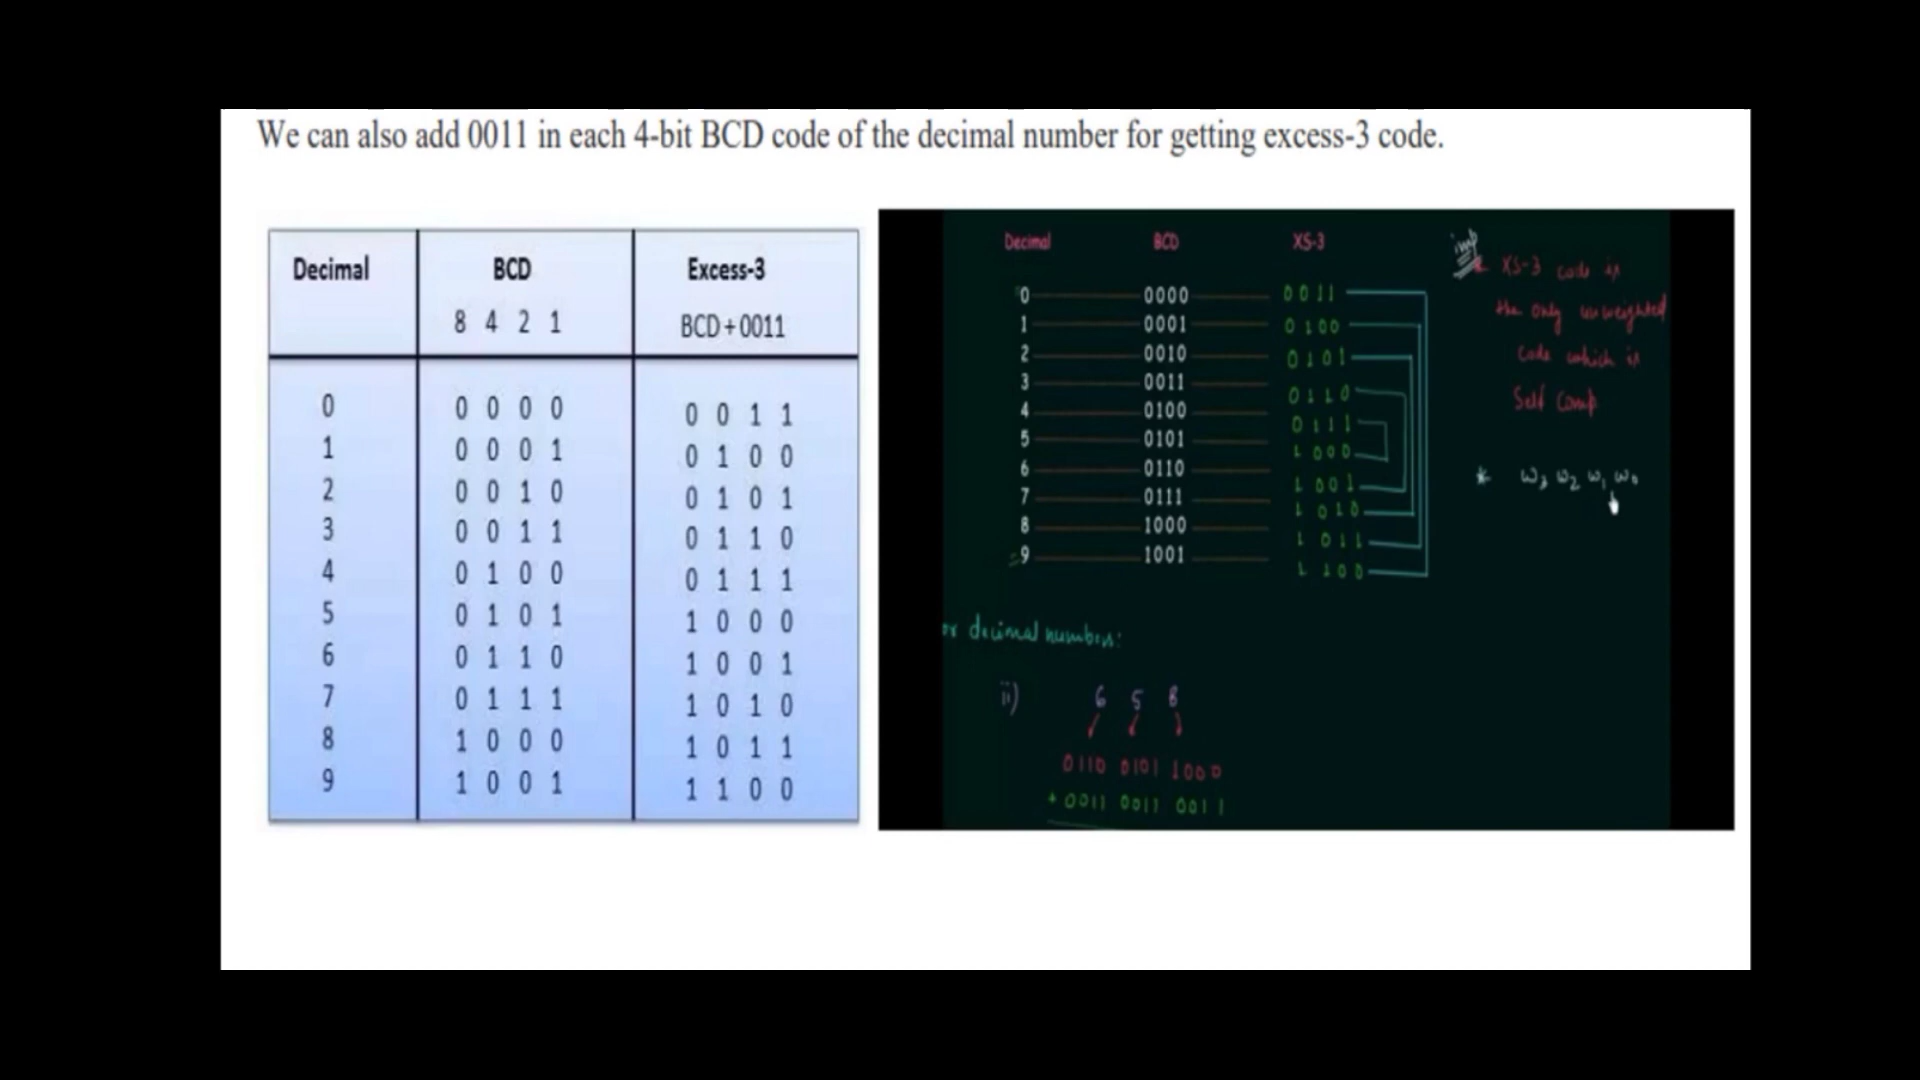 We can also add 0011 in each 4-bit BCD code of the decimal number for getting excess-3 code.
Decimal BCD Excess-3
8 4 2 1 BCD+0011
0 0 0 0 0 0 0 1 1
1 0 0 0 1 0 1 0 0
2 0 0 1 0 0 1 0 1
3 0 0 1 1 0 1 1 0
4 0 1 0 0 0 1 1 1
5 0 1 0 1 1 0 0 0
6 0 1 1 0 1 0 0 1
7 0 1 1 1 1 0 1 0
8 1 0 0 0 1 0 1 1
9 1 0 0 1 1 1 0 0
Decimal BCD XS-3
0 0000 0011
1 0001 0100
2 0010 0101
3 0011 0110
4 0100 0111
5 0101 1000
6 0110 1001
7 0111 1010
8 1000 1011
9 1001 1100
imp
XS-3 code is
the only unweighted
code which is
Self comp
* w3 w2 w1 w0
or decimal numbers:
ii) 6 5 8
0110 0101 1000
+ 0011 0011 0011